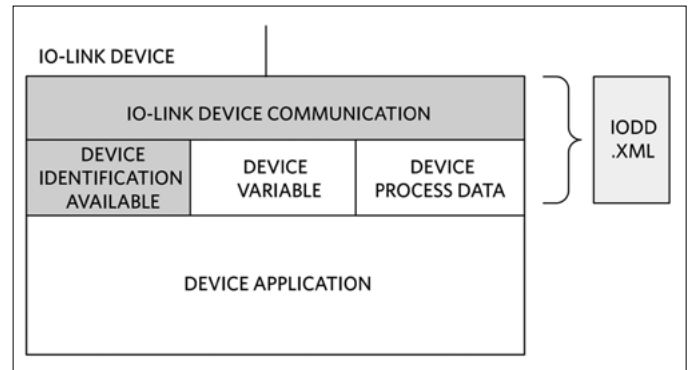 IO-LINK DEVICE
IO-LINK DEVICE COMMUNICATION
DEVICE
IDENTIFICATION
AVAILABLE
DEVICE
VARIABLE
DEVICE
PROCESS DATA
DEVICE APPLICATION
IODD
.XML